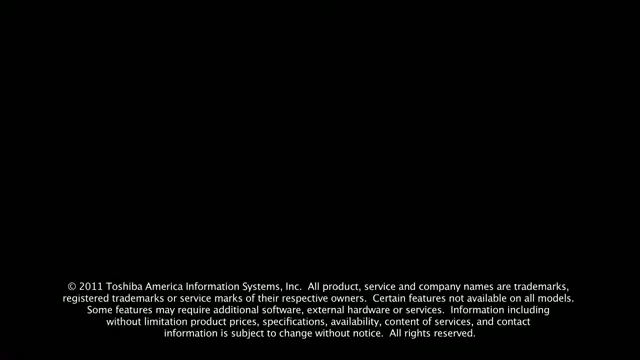 © 2011 Toshiba America Information Systems, Inc.  All product, service and company names are trademarks,
registered trademarks or service marks of their respective owners.  Certain features not available on all models.
Some features may require additional software, external hardware or services.  Information including
without limitation product prices, specifications, availability, content of services, and contact
information is subject to change without notice.  All rights reserved.